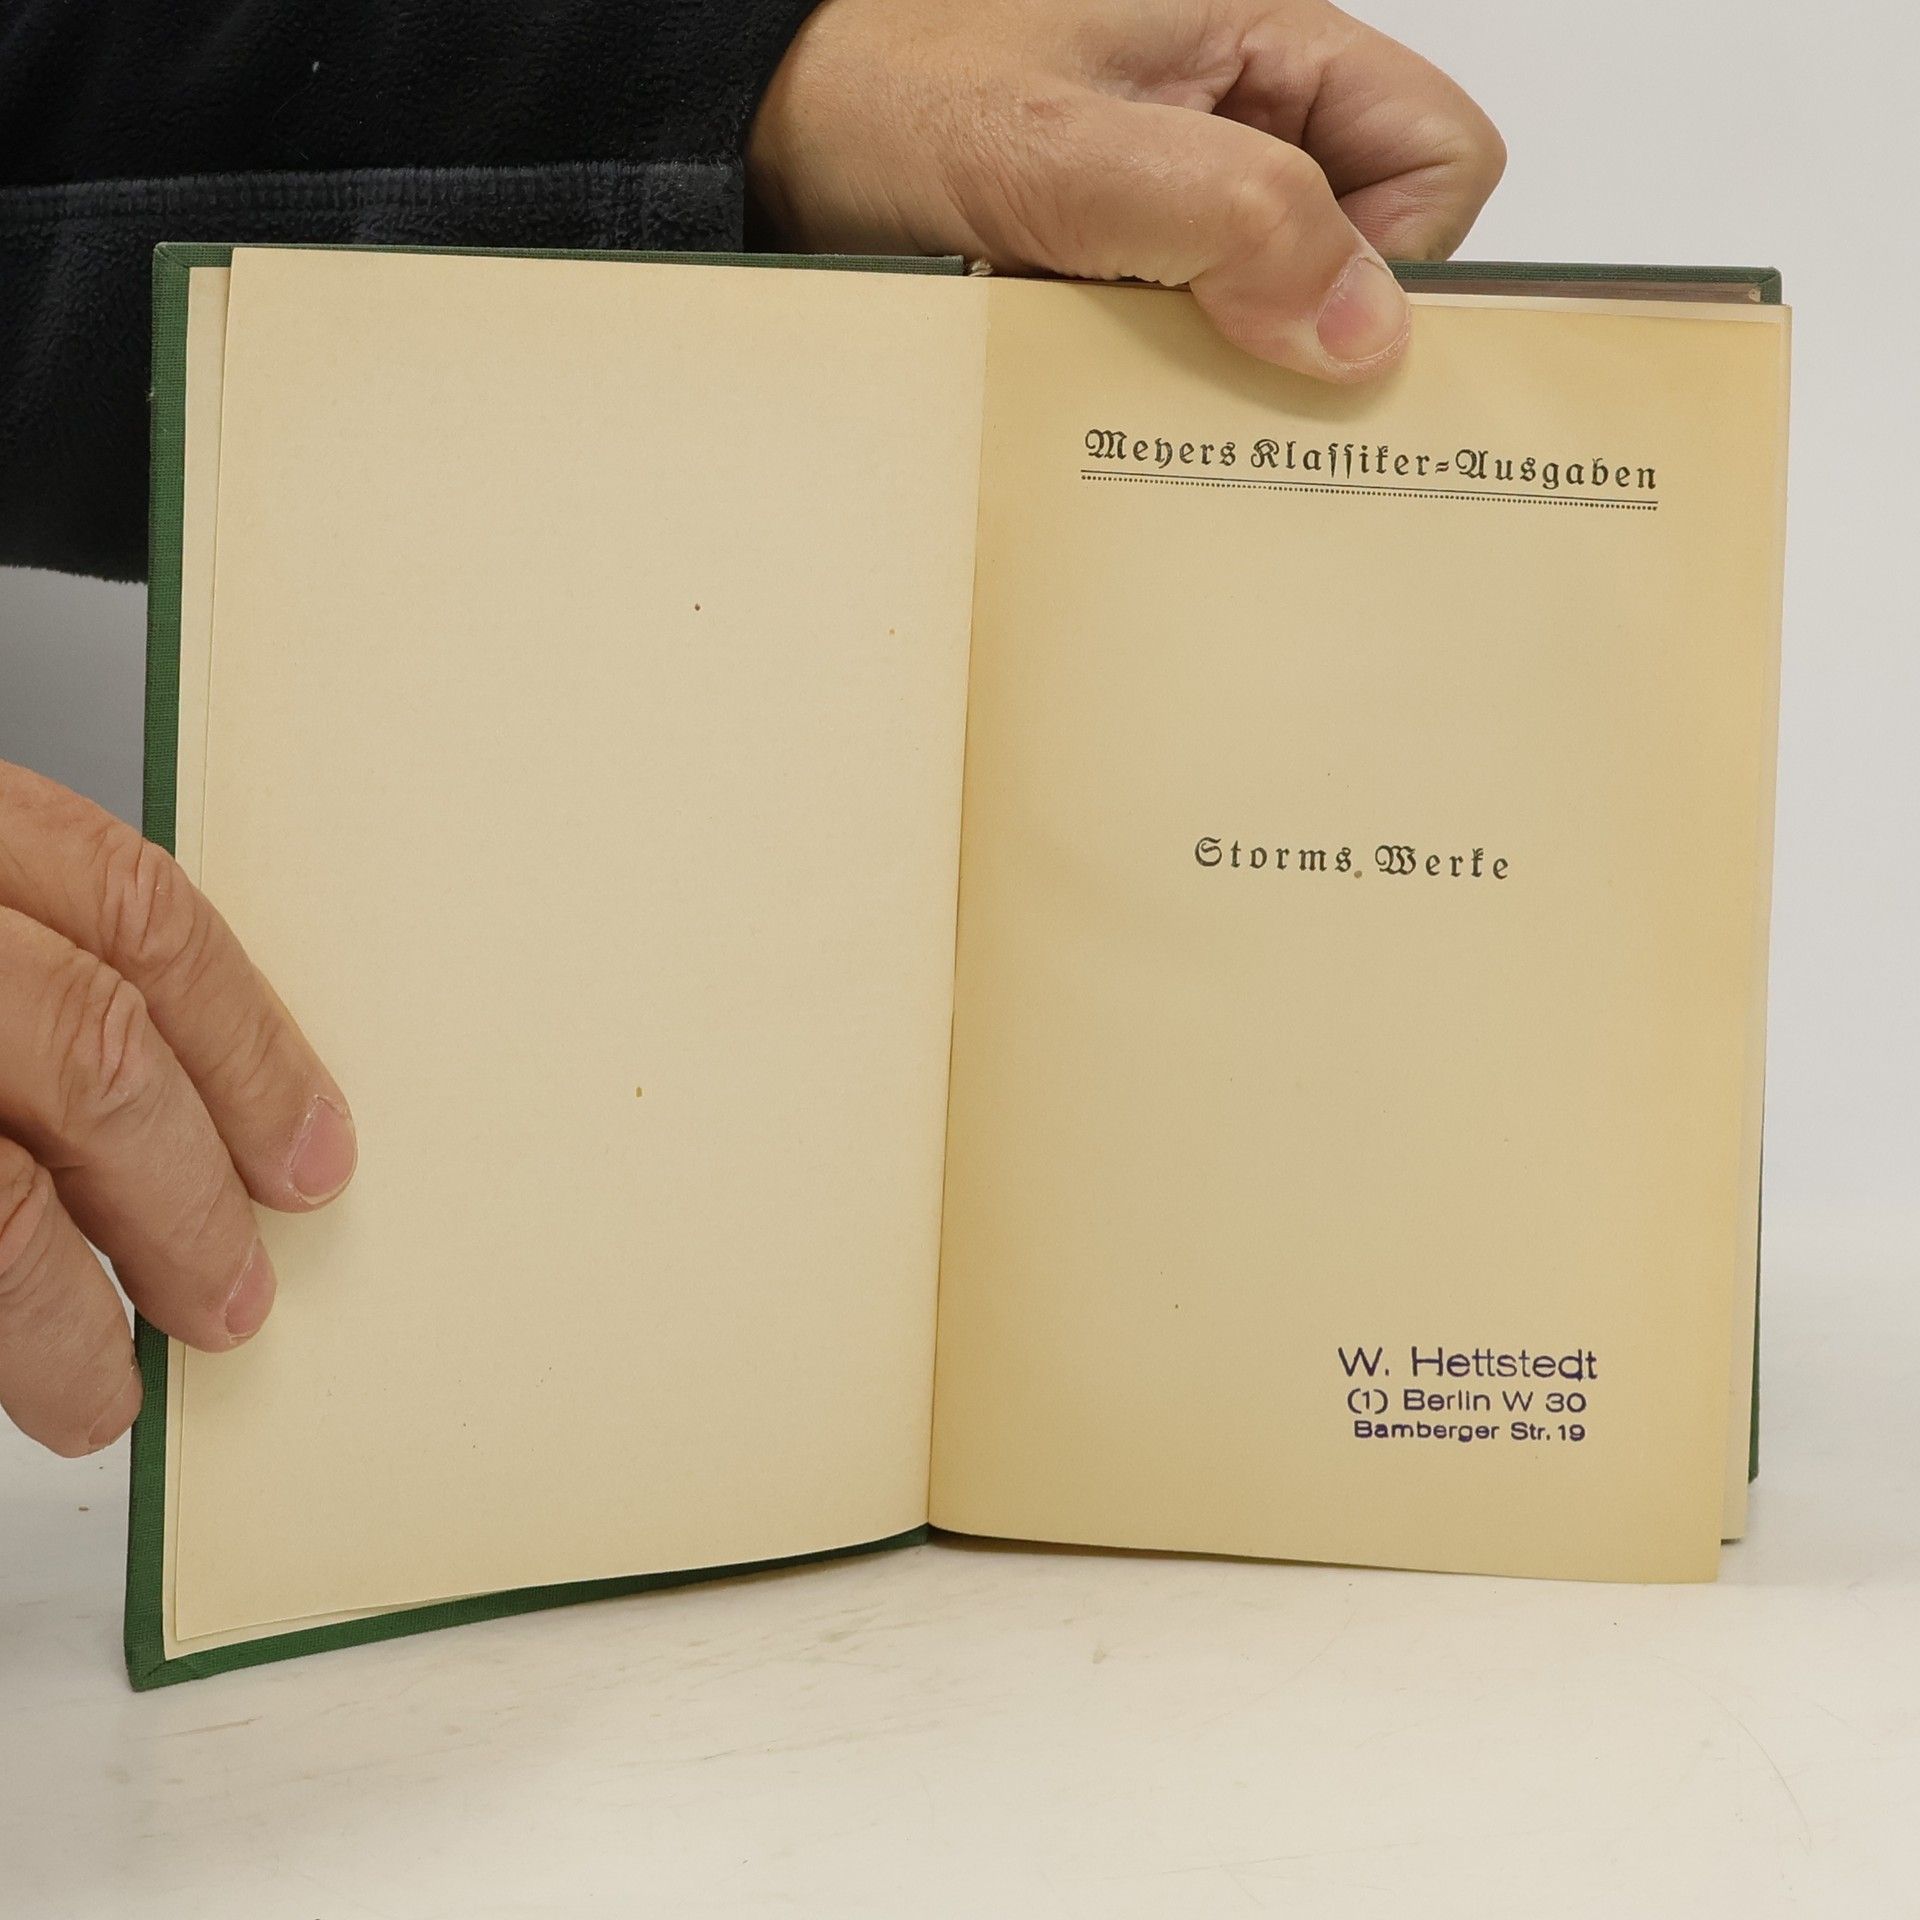 Meyers Klaſſiker-Ausgaben
Storms Werke
W. Hettstedt
(1) Berlin W 30
Bamberger Str. 19